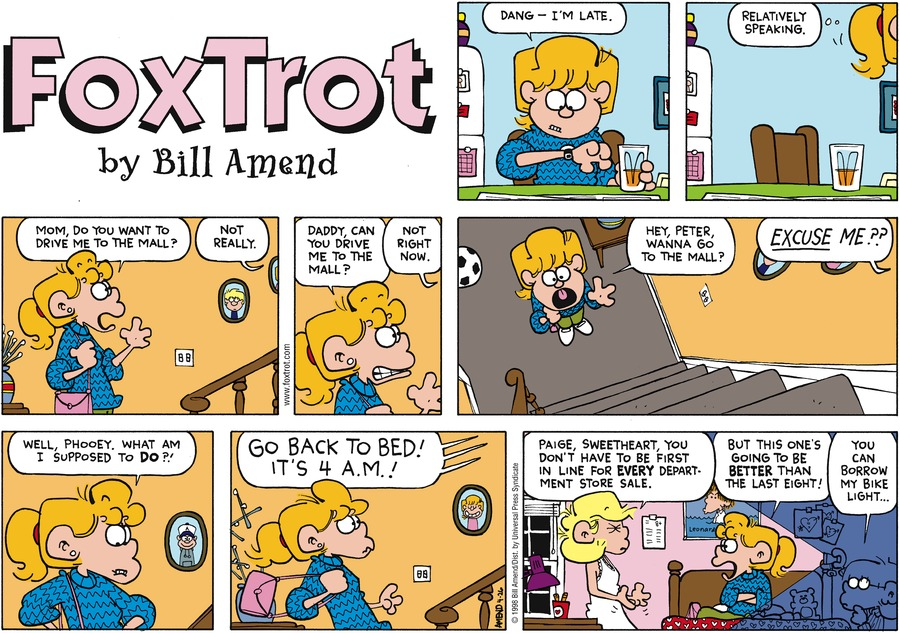 FoxTrot
by Bill Amend
DANG – I'M LATE.
RELATIVELY
SPEAKING.
MOM, DO YOU WANT TO
DRIVE ME TO THE MALL?
NOT
REALLY.
www.foxtrot.com
DADDY, CAN
YOU DRIVE
ME TO THE
MALL?
NOT
RIGHT
NOW.
HEY, PETER,
WANNA GO
TO THE MALL?
EXCUSE ME??
WELL, PHOOEY. WHAT AM
I SUPPOSED TO DO?!
GO BACK TO BED!
IT'S 4 A.M.!
AMEND 9-26
© 1998 Bill Amend/Dist. by Universal Press Syndicate
PAIGE, SWEETHEART, YOU
DON'T HAVE TO BE FIRST
IN LINE FOR EVERY DEPART-
MENT STORE SALE.
Leonard
BUT THIS ONE'S
GOING TO BE
BETTER THAN
THE LAST EIGHT!
YOU
CAN
BORROW
MY BIKE
LIGHT...